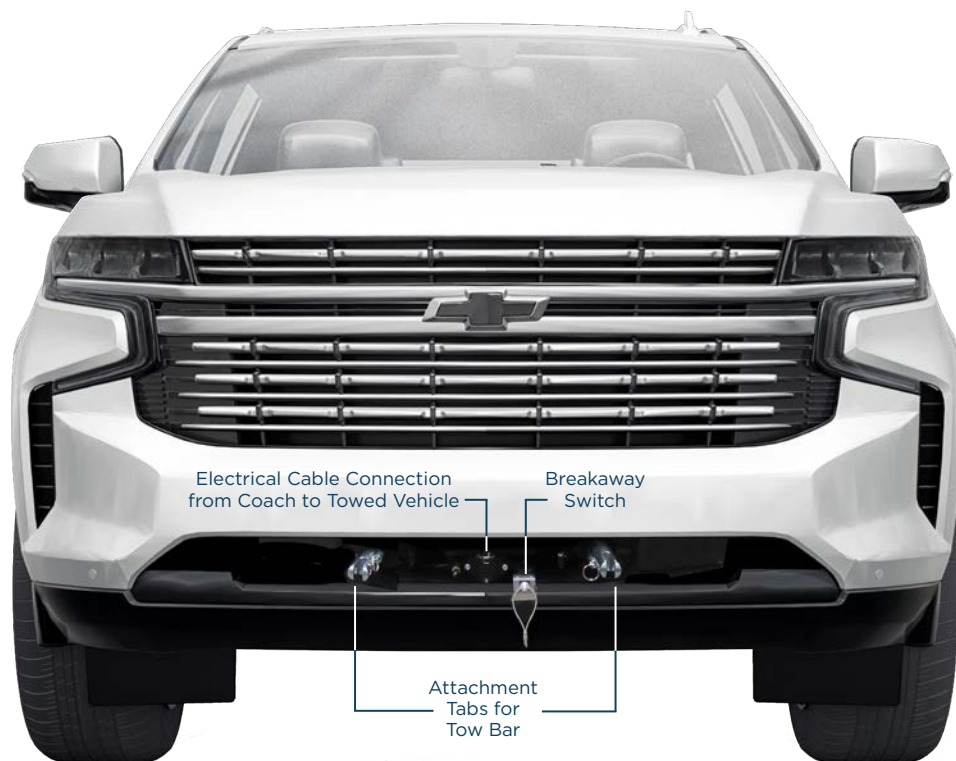 Electrical Cable Connection
from Coach to Towed Vehicle
Breakaway
Switch
Attachment
Tabs for
Tow Bar